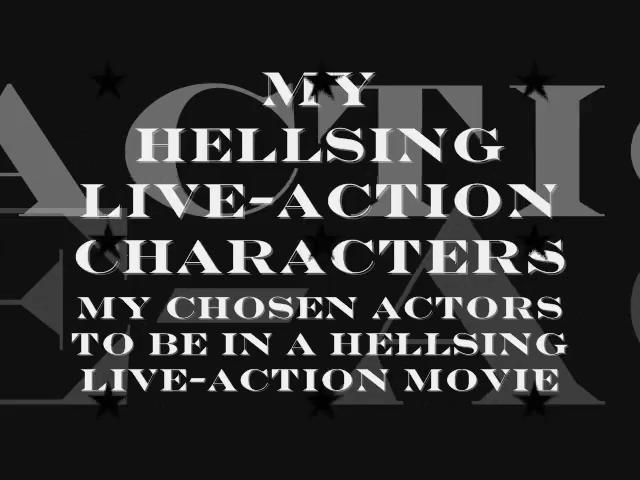 MY
HELLSING
LIVE-ACTION
CHARACTERS
MY CHOSEN ACTORS
TO BE IN A HELLSING
LIVE-ACTION MOVIE